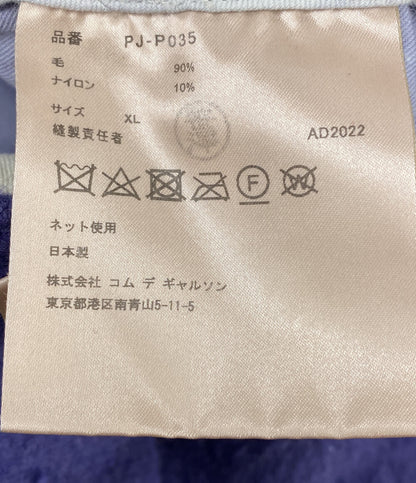 品番 PJ-P035
毛 90%
ナイロン 10%
サイズ XL
縫製責任者 AD2022
F W
ネット使用
日本製
株式会社 コム デ ギャルソン
東京都港区南青山5-11-5